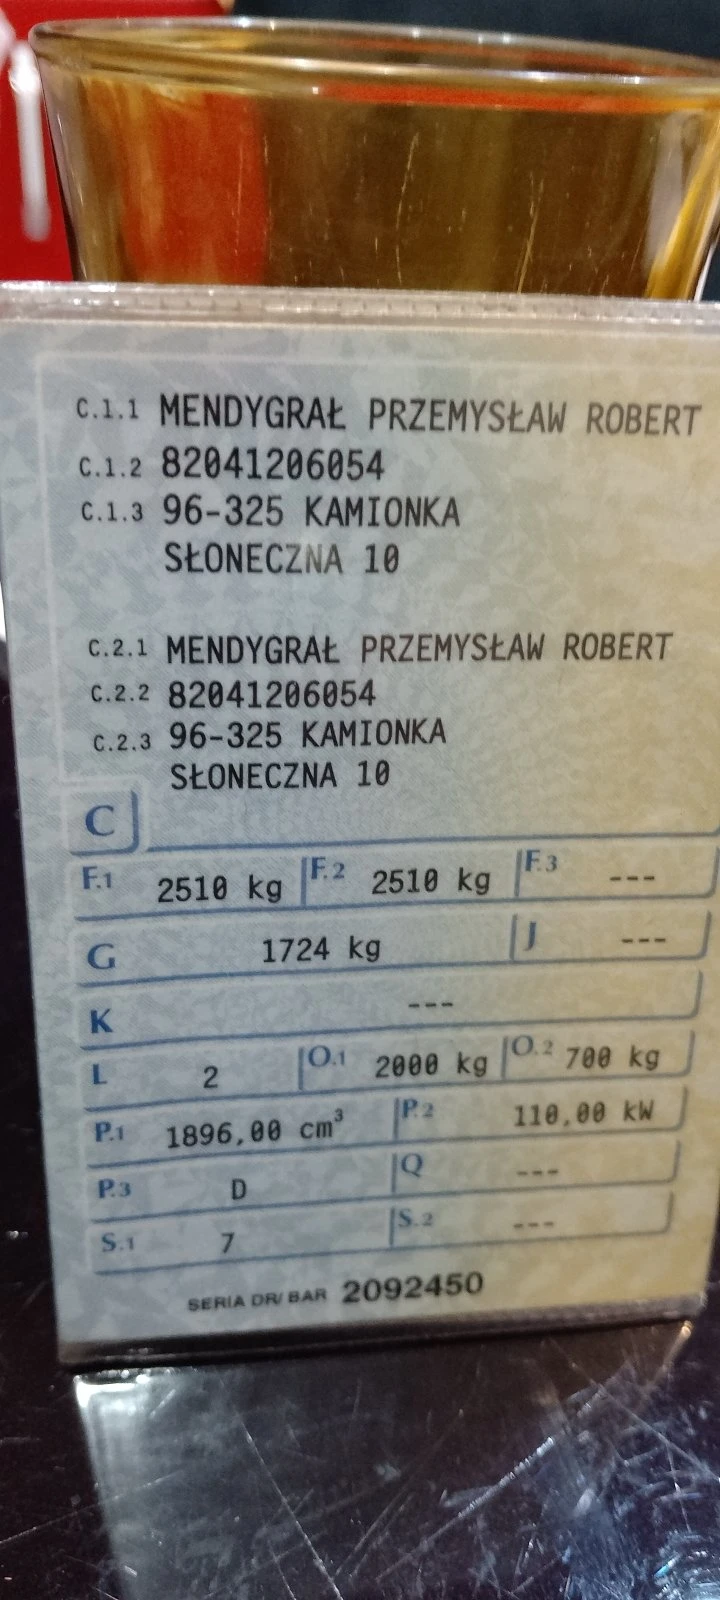 C.1.1 MENDYGRAŁ PRZEMYSŁAW ROBERT
C.1.2 82041206054
C.1.3 96-325 KAMIONKA
SŁONECZNA 10
C.2.1 MENDYGRAŁ PRZEMYSŁAW ROBERT
C.2.2 82041206054
C.2.3 96-325 KAMIONKA
SŁONECZNA 10
C
F.1 2510 kg F.2 2510 kg F.3 ---
G 1724 kg J ---
K ---
L 2 O.1 2000 kg O.2 700 kg
P.1 1896,00 cm³ P.2 110,00 kW
P.3 D Q ---
S.1 7 S.2 ---
SERIA DR/BAR 2092450